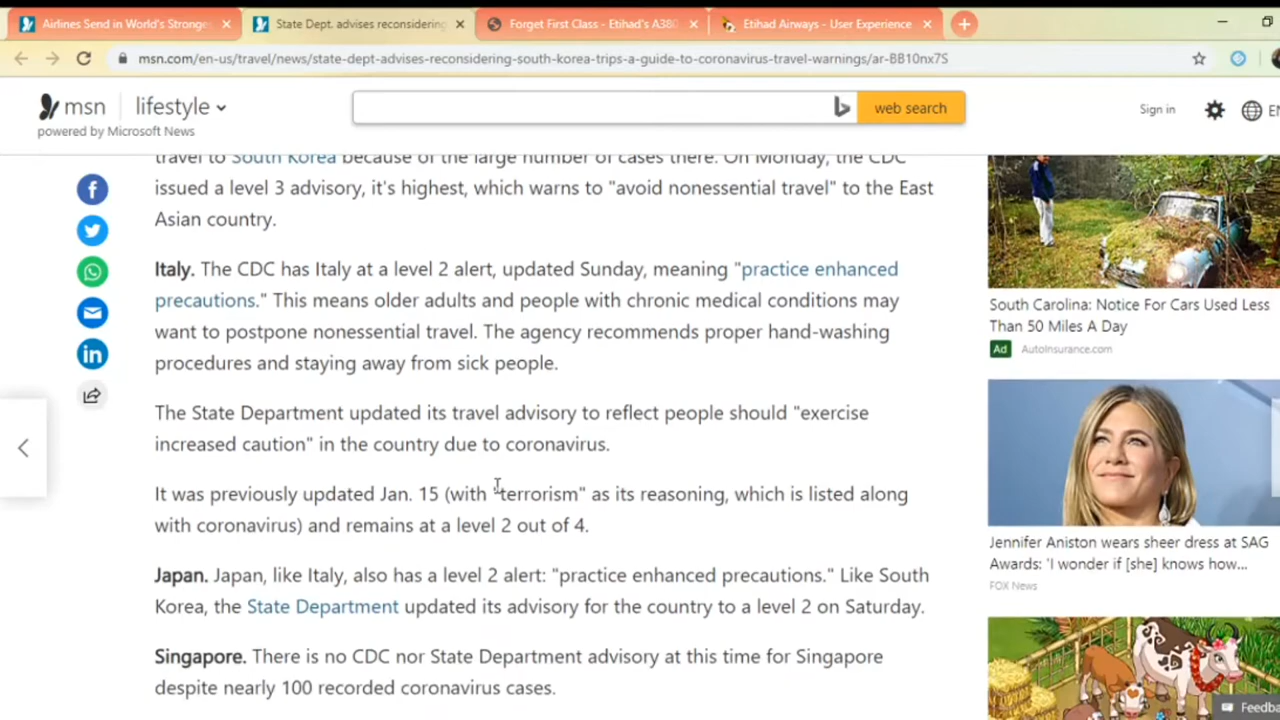 Airlines Send in World's Stronges
State Dept. advises reconsidering
Forget First Class - Etihad's A380
Etihad Airways - User Experience
msn.com/en-us/travel/news/state-dept-advises-reconsidering-south-korea-trips-a-guide-to-coronavirus-travel-warnings/ar-BB10nx7S
msn
lifestyle
powered by Microsoft News
web search
Sign in
EN
travel to South Korea because of the large number of cases there. On Monday, the CDC
issued a level 3 advisory, it's highest, which warns to "avoid nonessential travel" to the East
Asian country.
Italy. The CDC has Italy at a level 2 alert, updated Sunday, meaning "practice enhanced
precautions." This means older adults and people with chronic medical conditions may
want to postpone nonessential travel. The agency recommends proper hand-washing
procedures and staying away from sick people.
The State Department updated its travel advisory to reflect people should "exercise
increased caution" in the country due to coronavirus.
It was previously updated Jan. 15 (with "terrorism" as its reasoning, which is listed along
with coronavirus) and remains at a level 2 out of 4.
Japan. Japan, like Italy, also has a level 2 alert: "practice enhanced precautions." Like South
Korea, the State Department updated its advisory for the country to a level 2 on Saturday.
Singapore. There is no CDC nor State Department advisory at this time for Singapore
despite nearly 100 recorded coronavirus cases.
South Carolina: Notice For Cars Used Less
Than 50 Miles A Day
Ad AutoInsurance.com
Jennifer Aniston wears sheer dress at SAG
Awards: 'I wonder if [she] knows how...
FOX News
Feedba